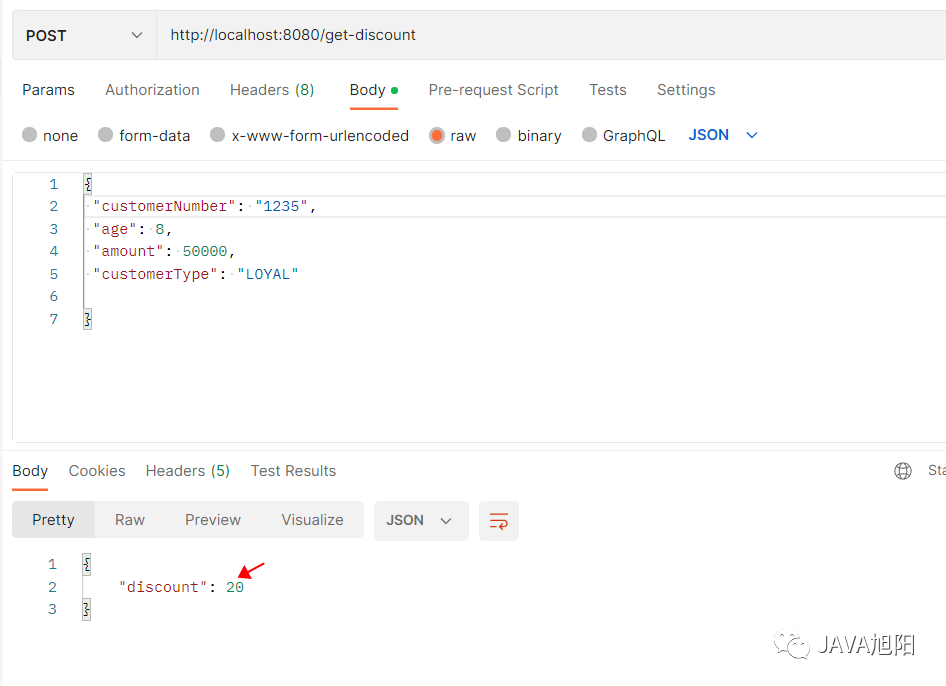 POST http://localhost:8080/get-discount
Params Authorization Headers (8) Body Pre-request Script Tests Settings
none form-data x-www-form-urlencoded raw binary GraphQL JSON
1 {
2 "customerNumber": "1235",
3 "age": 8,
4 "amount": 50000,
5 "customerType": "LOYAL"
6
7 }
Body Cookies Headers (5) Test Results Sta
Pretty Raw Preview Visualize JSON
1 {
2 "discount": 20
3 }
JAVA旭阳